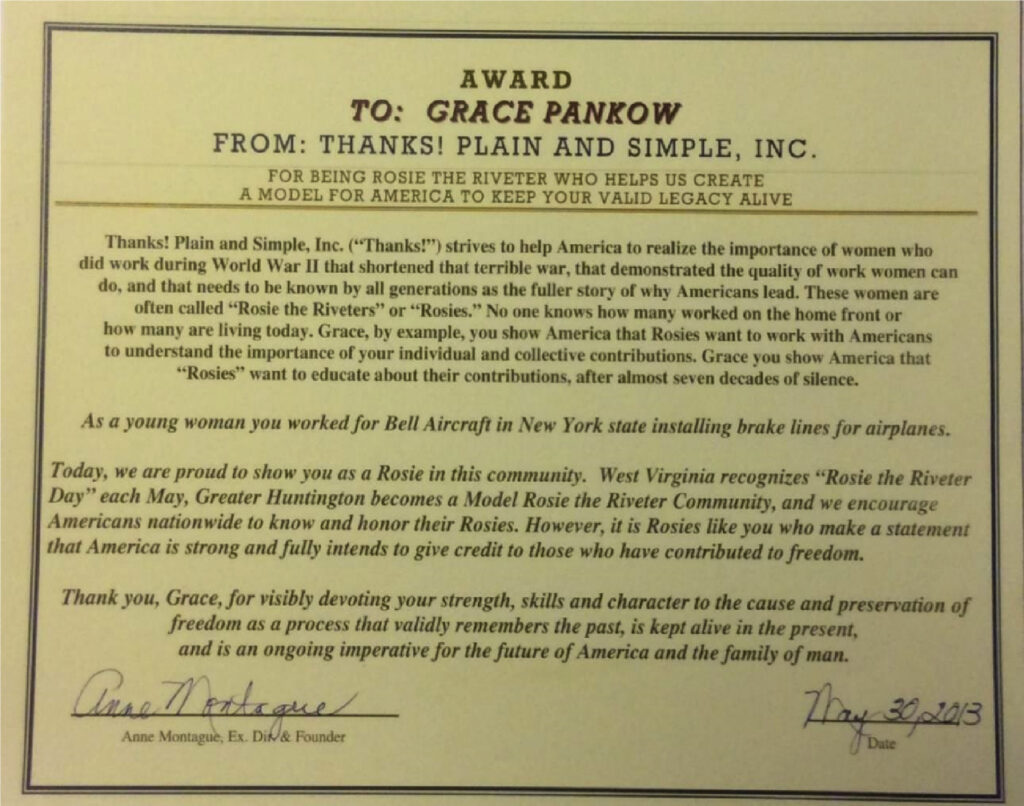 AWARD
TO: GRACE PANKOW
FROM: THANKS! PLAIN AND SIMPLE, INC.
FOR BEING ROSIE THE RIVETER WHO HELPS US CREATE
A MODEL FOR AMERICA TO KEEP YOUR VALID LEGACY ALIVE
Thanks! Plain and Simple, Inc. (“Thanks!”) strives to help America to realize the importance of women who
did work during World War II that shortened that terrible war, that demonstrated the quality of work women can
do, and that needs to be known by all generations as the fuller story of why Americans lead. These women are
often called “Rosie the Riveters” or “Rosies.” No one knows how many worked on the home front or
how many are living today. Grace, by example, you show America that Rosies want to work with Americans
to understand the importance of your individual and collective contributions. Grace you show America that
“Rosies” want to educate about their contributions, after almost seven decades of silence.
As a young woman you worked for Bell Aircraft in New York state installing brake lines for airplanes.
Today, we are proud to show you as a Rosie in this community. West Virginia recognizes “Rosie the Riveter
Day” each May, Greater Huntington becomes a Model Rosie the Riveter Community, and we encourage
Americans nationwide to know and honor their Rosies. However, it is Rosies like you who make a statement
that America is strong and fully intends to give credit to those who have contributed to freedom.
Thank you, Grace, for visibly devoting your strength, skills and character to the cause and preservation of
freedom as a process that validly remembers the past, is kept alive in the present,
and is an ongoing imperative for the future of America and the family of man.
Anne Montague May 30, 2013
Anne Montague, Ex. Dir. & Founder Date